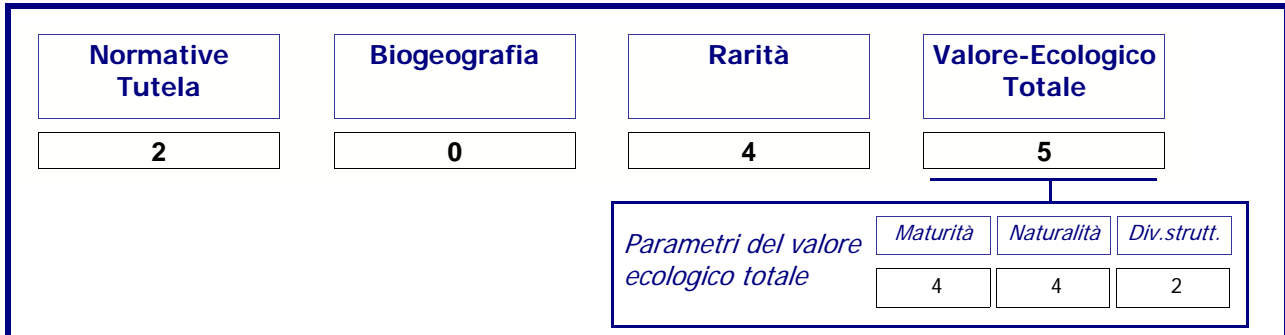 Normative
Tutela
Biogeografia
Rarità
Valore-Ecologico
Totale
2
0
4
5
Parametri del valore
ecologico totale
Maturità
Naturalità
Div.strutt.
4
4
2